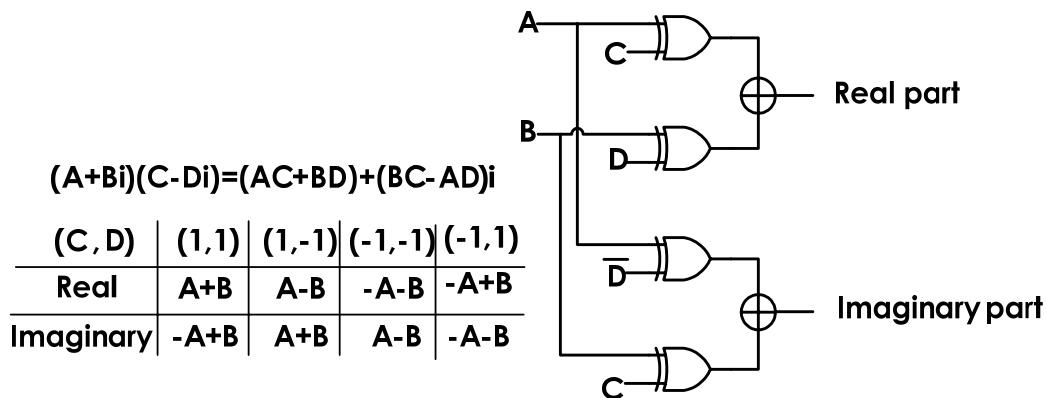 (A+Bi)(C-Di)=(AC+BD)+(BC-AD)i
(C,D) (1,1) (1,-1) (-1,-1) (-1,1)
Real A+B A-B -A-B -A+B
Imaginary -A+B A+B A-B -A-B
A
C
Real part
B
D
D̅
Imaginary part
C